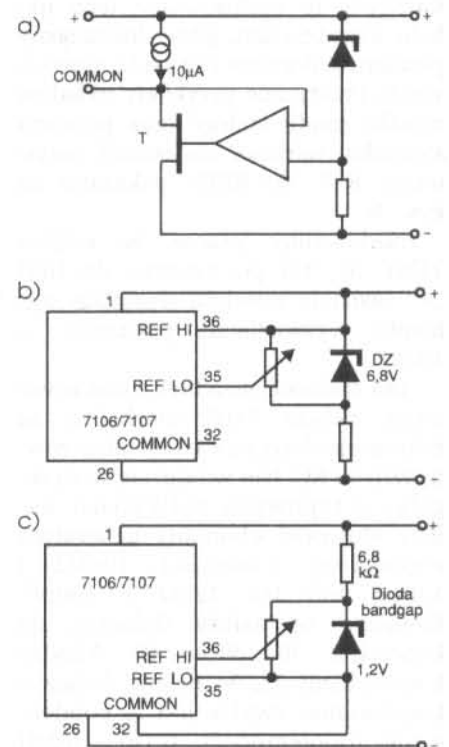 a)
+
+
10µA
COMMON
T
-
b)
+
1
REF HI
36
7106/7107
DZ
6,8V
REF LO
35
COMMON
32
26
-
c)
+
1
6,8
kΩ
7106/7107
Dioda
bandgap
REF HI
36
REF LO
35
1,2V
COMMON
26
32
-